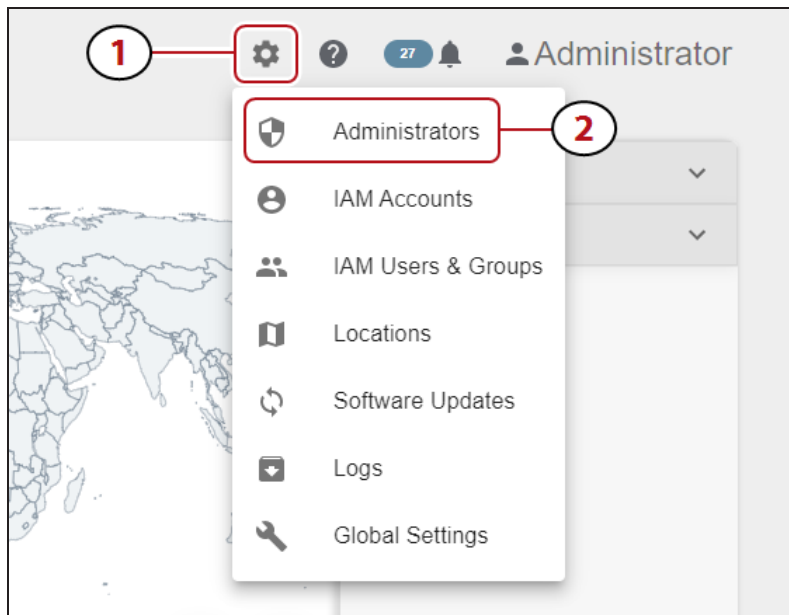 1
27
Administrator
Administrators
2
IAM Accounts
IAM Users & Groups
Locations
Software Updates
Logs
Global Settings